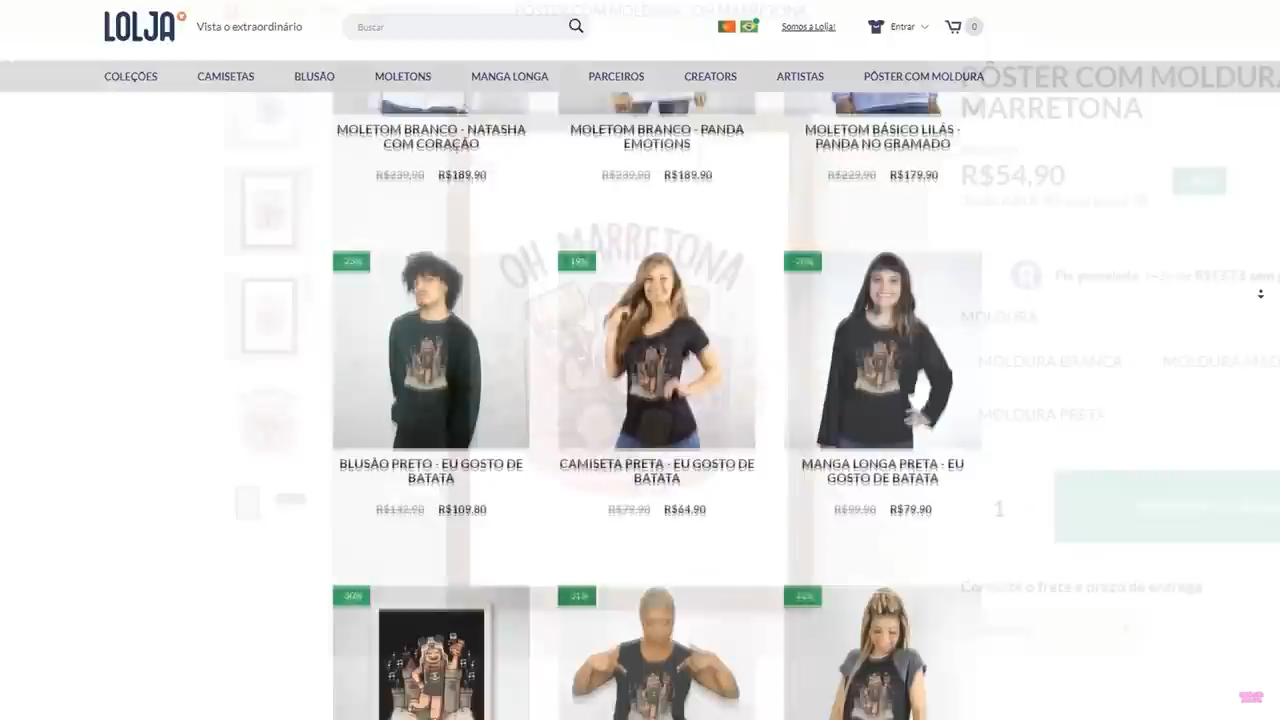 LOLJA
Vista o extraordinário
Buscar
Somos a Lolja!
Entrar
0
COLEÇÕES
CAMISETAS
BLUSÃO
MOLETONS
MANGA LONGA
PARCEIROS
CREATORS
ARTISTAS
PÔSTER COM MOLDURA
PÔSTER COM MOLDURA
MARRETONA
R$54,90
MOLETOM BRANCO - NATASHA
COM CORAÇÃO
R$239,90 R$189,90
MOLETOM BRANCO - PANDA
EMOTIONS
R$239,90 R$189,90
MOLETOM BÁSICO LILÁS -
PANDA NO GRAMADO
R$229,90 R$179,90
OH MARRETONA
MOLDURA
MOLDURA BRANCA
MOLDURA PRETA
1
Consulte o frete e prazo de entrega
-19%
BLUSÃO PRETO - EU GOSTO DE
BATATA
R$142,90 R$109,80
CAMISETA PRETA - EU GOSTO DE
BATATA
R$79,90 R$64,90
MANGA LONGA PRETA - EU
GOSTO DE BATATA
R$99,90 R$79,90